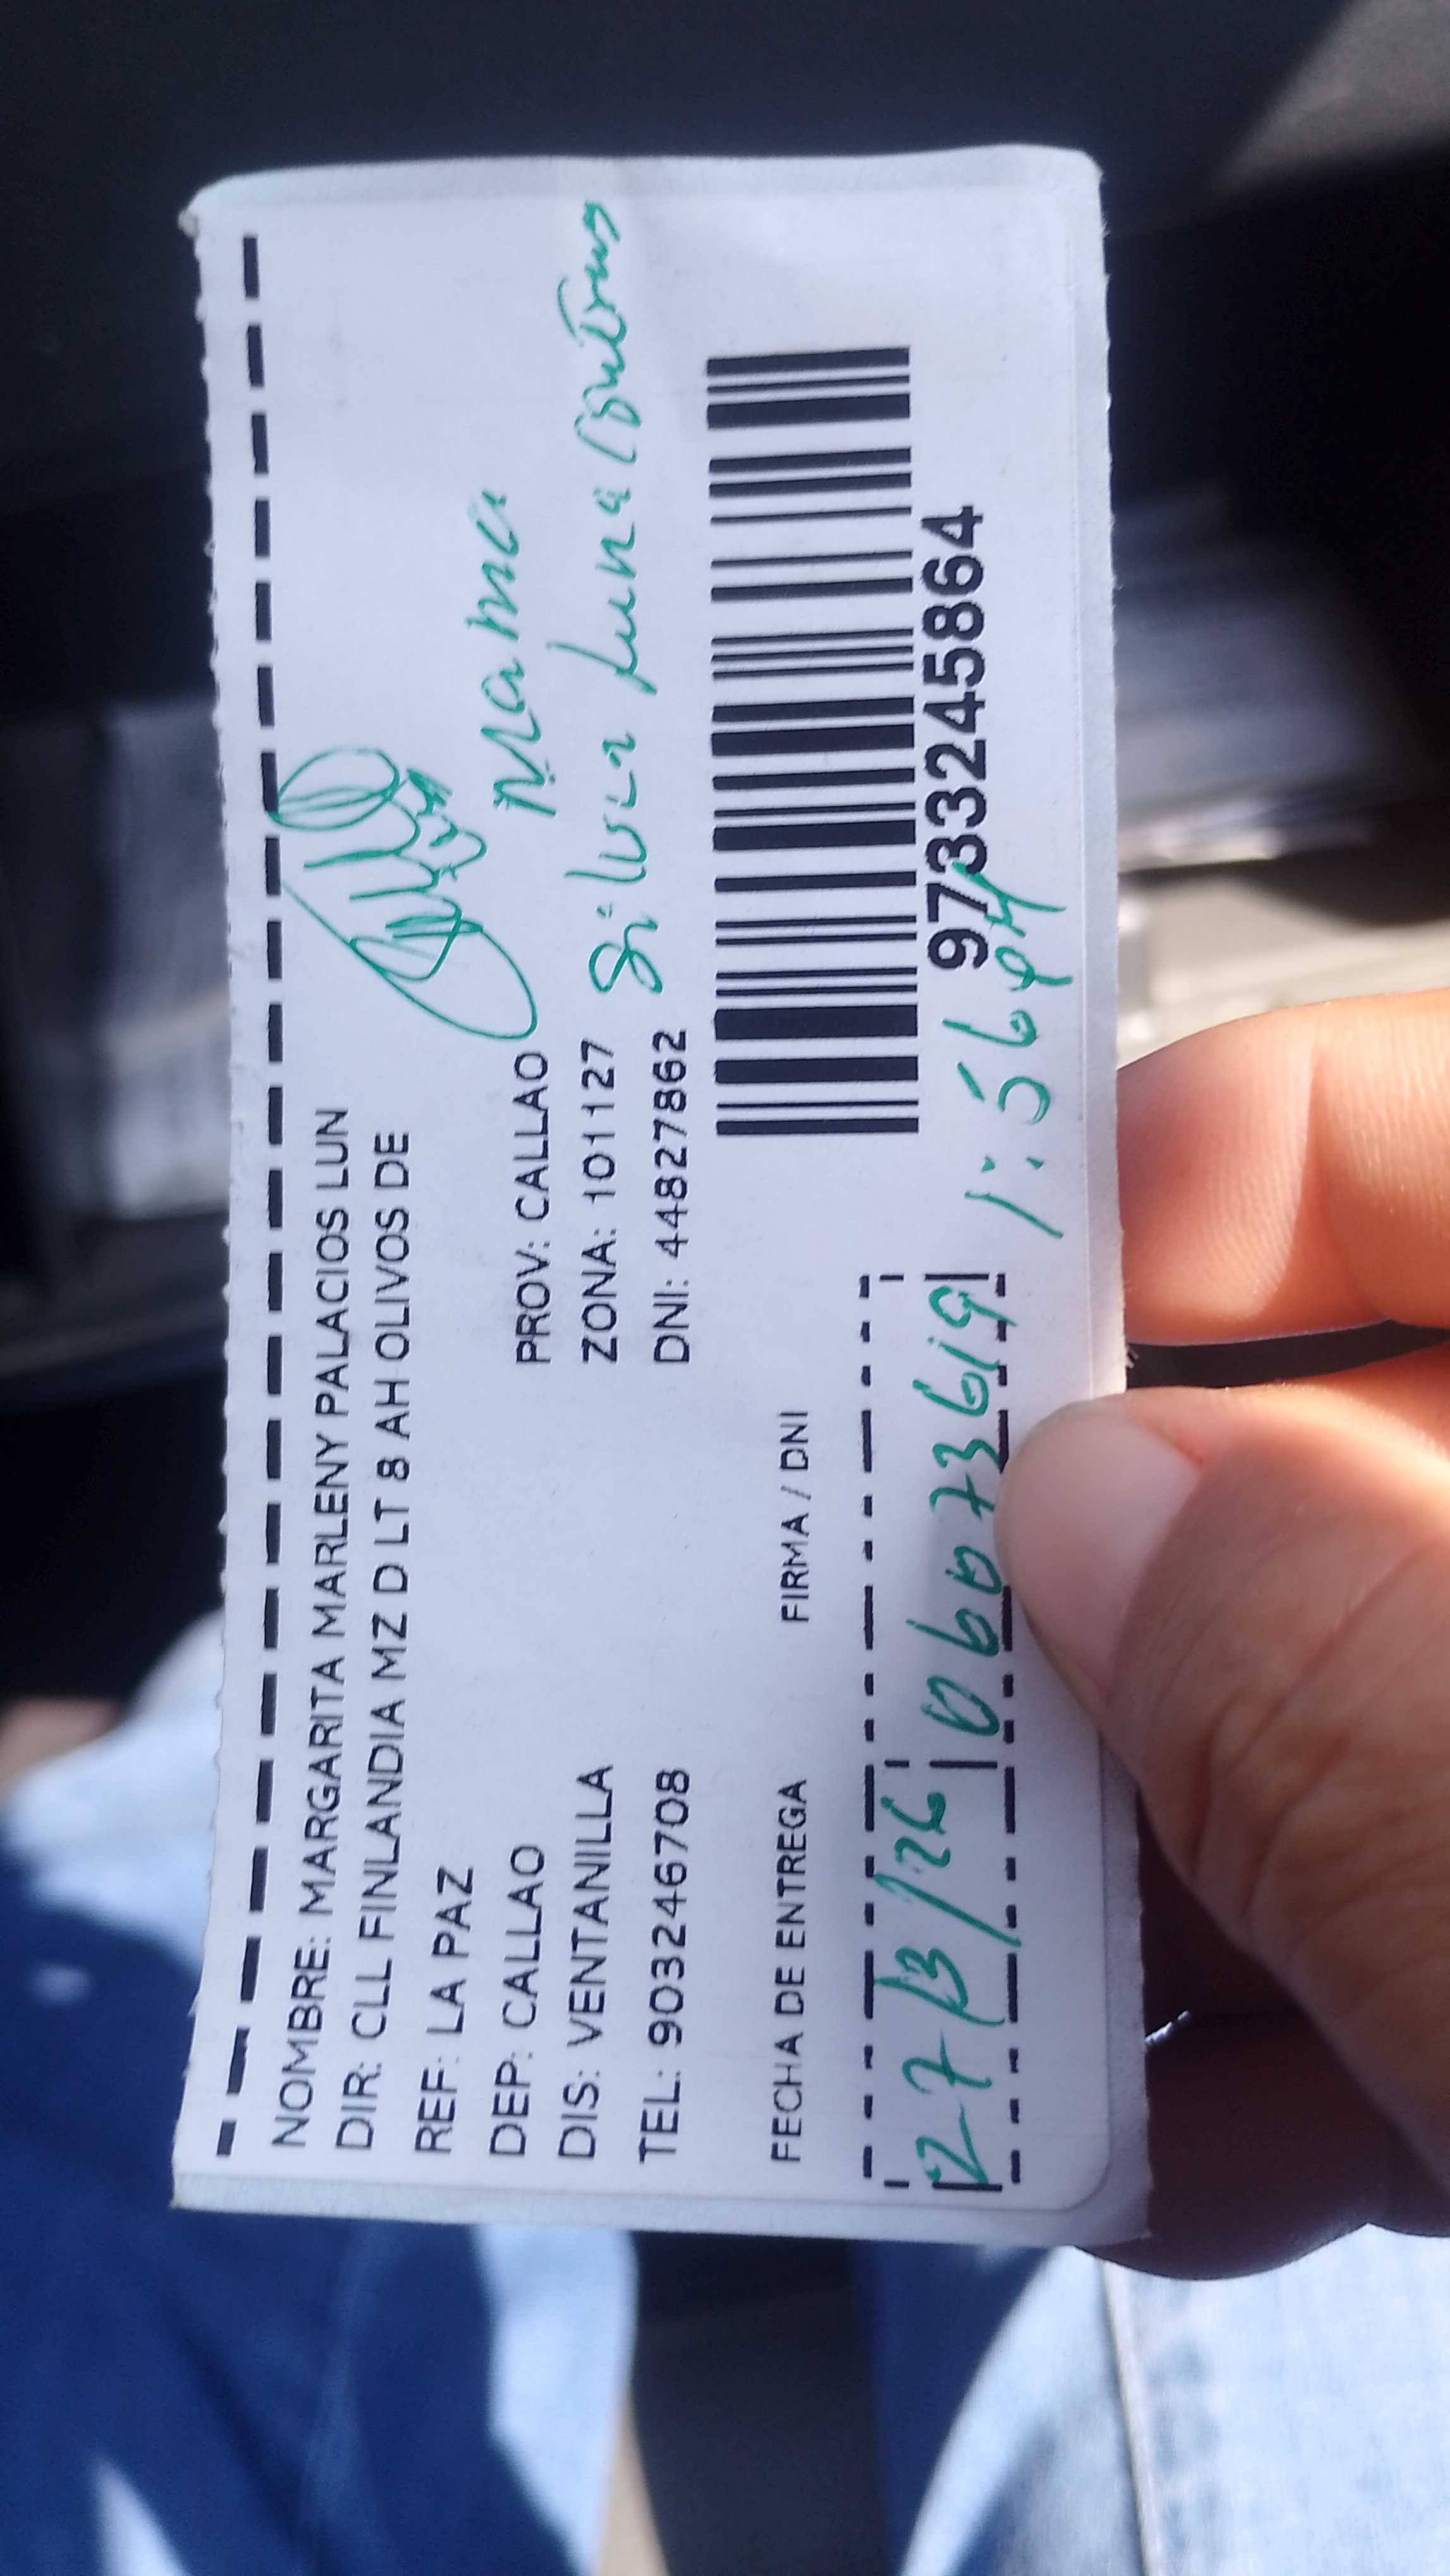 NOMBRE: MARGARITA MARLENY PALACIOS LUN
DIR: CLL FINLANDIA MZ D LT 8 AH OLIVOS DE
REF: LA PAZ
Mama
DEP: CALLAO PROV: CALLAO
DIS: VENTANILLA ZONA: 101127
Silvia Luna
TEL: 903246708 DNI: 44827862
FECHA DE ENTREGA FIRMA / DNI
9733245864
27/3/26 06073619 1:56 PM